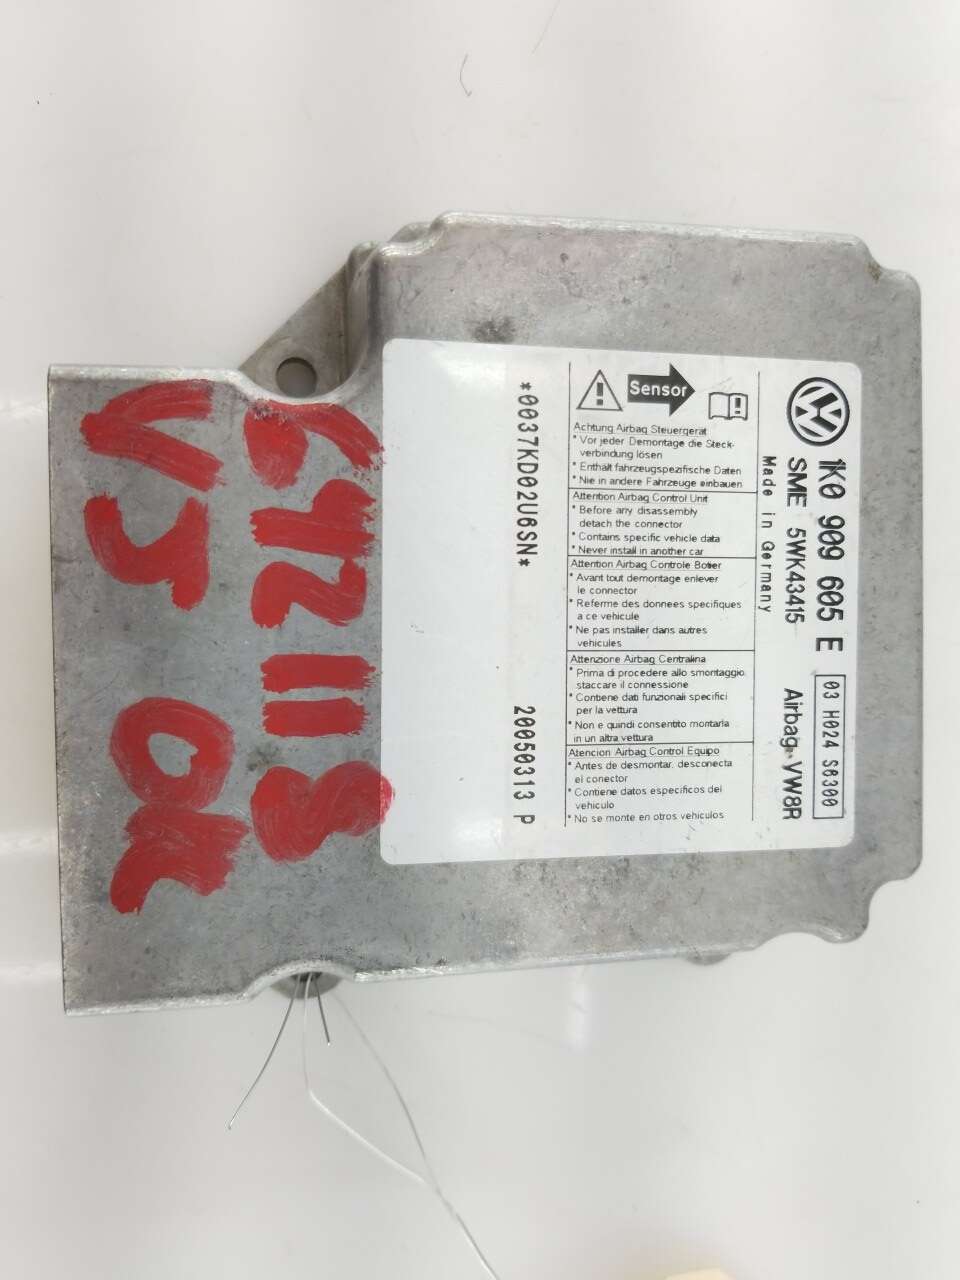 1K0 909 605 E
SME 5WK43415 Airbag VW8R
Made in Germany
03 H024 S6300
Sensor
Achtung Airbag Steuergerät
* Vor jeder Demontage die Steck-
verbindung lösen
* Enthält fahrzeugspezifische Daten
* Nie in andere Fahrzeuge einbauen
Attention Airbag Control Unit
* Before any disassembly
detach the connector
* Contains specific vehicle data
* Never install in another car
Attention Airbag Controle Boitier
* Avant tout demontage enlever
le connector
* Referme des donnees specifiques
a ce vehicule
* Ne pas installer dans autres
vehicules
Attenzione Airbag Centralina
* Prima di procedere allo smontaggio
staccare il connessione
* Contiene dati funzionali specifici
per la vettura
* Non e quindi consentito montarla
in un altra vettura
Atencion Airbag Control Equipo
* Antes de desmontar, desconecta
el conector
* Contiene datos especificos del
vehiculo
* No se monte en otros vehiculos
*0037KD02U6SN* 20050313 P
OK